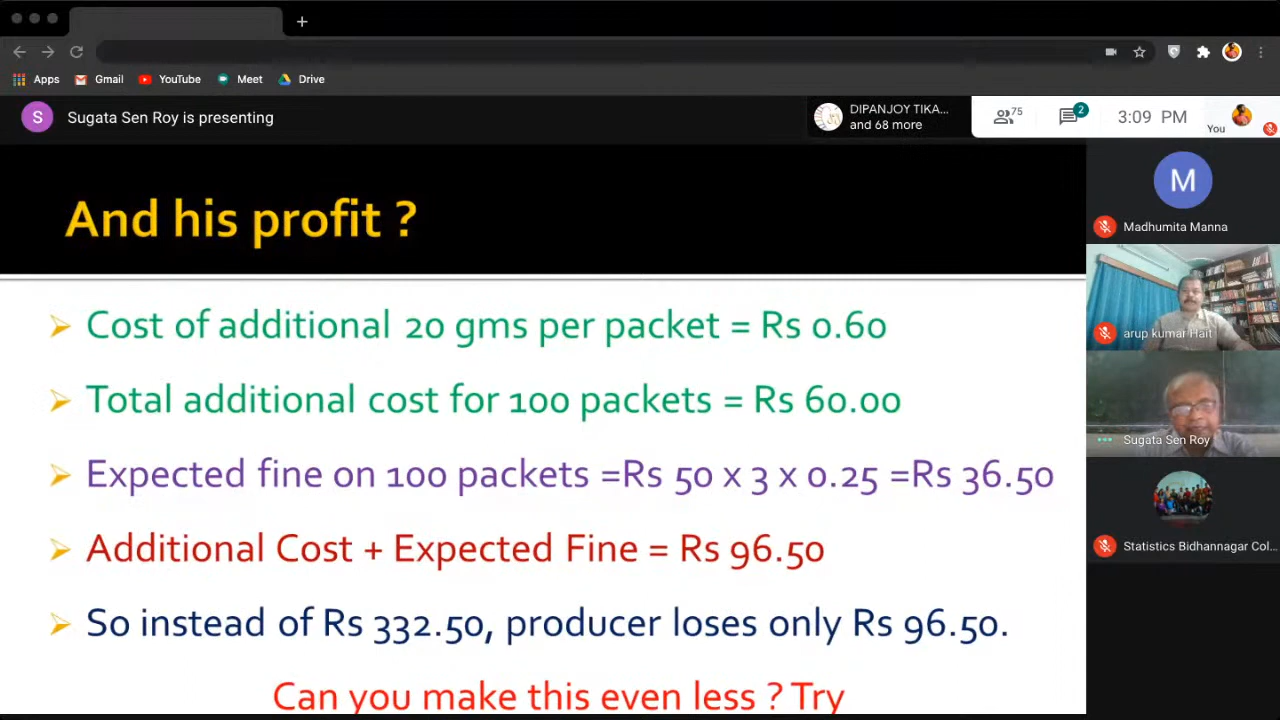 Apps Gmail YouTube Meet Drive
S Sugata Sen Roy is presenting
DIPANJOY TIKA...
and 68 more
75
2
3:09 PM
You
And his profit ?
M
Madhumita Manna
arup kumar Hait
Sugata Sen Roy
Statistics Bidhannagar Col...
Cost of additional 20 gms per packet = Rs 0.60
Total additional cost for 100 packets = Rs 60.00
Expected fine on 100 packets =Rs 50 x 3 x 0.25 =Rs 36.50
Additional Cost + Expected Fine = Rs 96.50
So instead of Rs 332.50, producer loses only Rs 96.50.
Can you make this even less ? Try